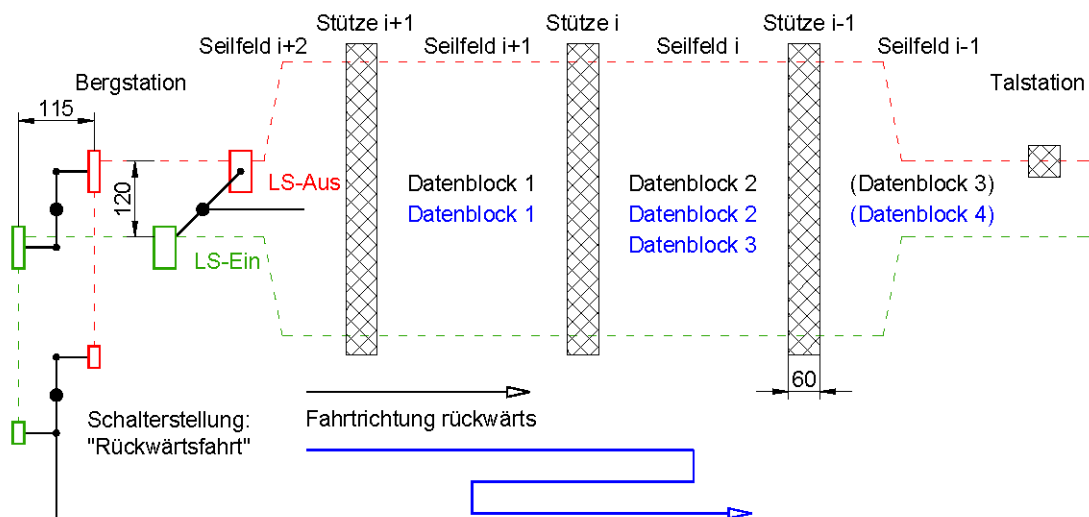 Stütze i+1
Stütze i
Stütze i-1
Seilfeld i+2
Seilfeld i+1
Seilfeld i
Seilfeld i-1
Bergstation
Talstation
115
120
LS-Aus
LS-Ein
Datenblock 1
Datenblock 1
Datenblock 2
Datenblock 2
Datenblock 3
(Datenblock 3)
(Datenblock 4)
60
Schalterstellung:
"Rückwärtsfahrt"
Fahrtrichtung rückwärts